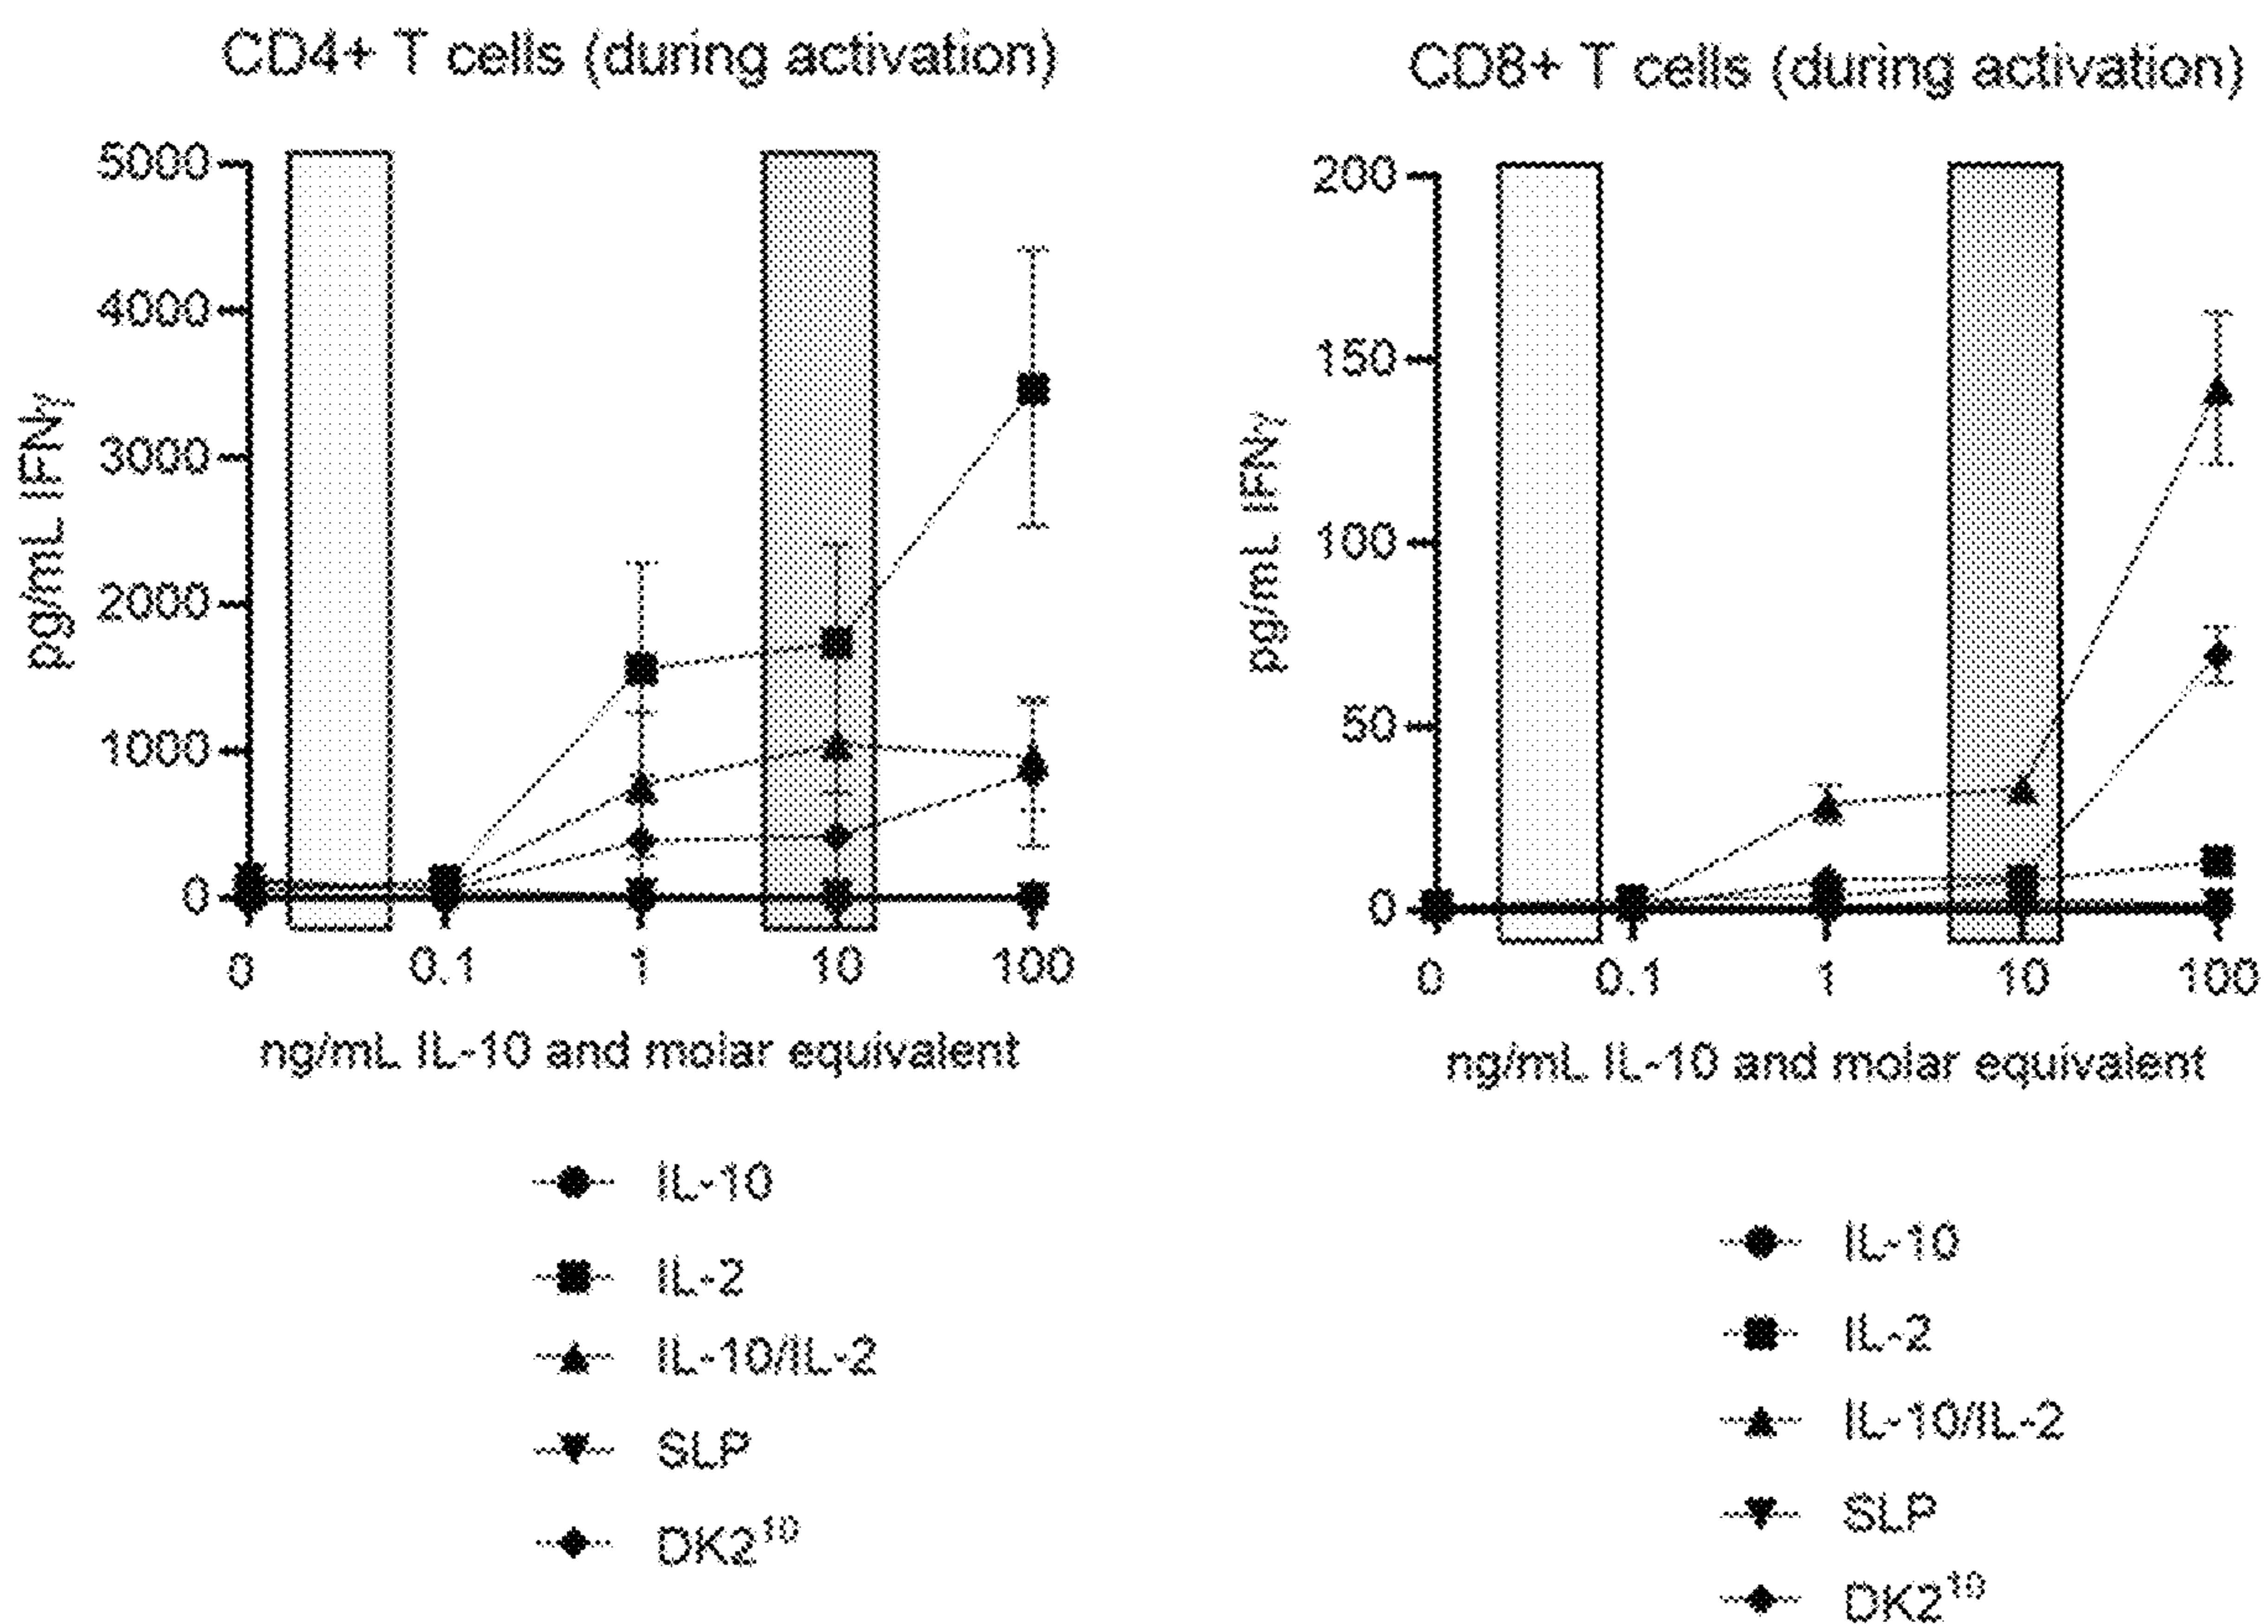 CD4+ T cells (during activation)
5000
4000
3000
2000
1000
0
pg/mL IFNγ
0 0.1 1 10 100
ng/mL IL-10 and molar equivalent
IL-10
IL-2
IL-10/IL-2
SLP
DK2¹⁰
CD8+ T cells (during activation)
200
150
100
50
0
pg/mL IFNγ
0 0.1 1 10 100
ng/mL IL-10 and molar equivalent
IL-10
IL-2
IL-10/IL-2
SLP
DK2¹⁰